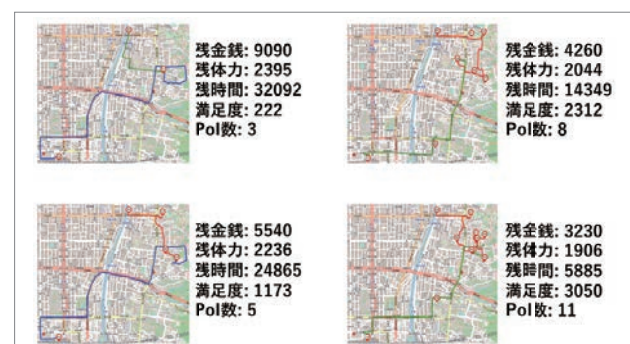 残金銭: 9090
残体力: 2395
残時間: 32092
満足度: 222
PoI数: 3
残金銭: 4260
残体力: 2044
残時間: 14349
満足度: 2312
PoI数: 8
残金銭: 5540
残体力: 2236
残時間: 24865
満足度: 1173
PoI数: 5
残金銭: 3230
残体力: 1906
残時間: 5885
満足度: 3050
PoI数: 11